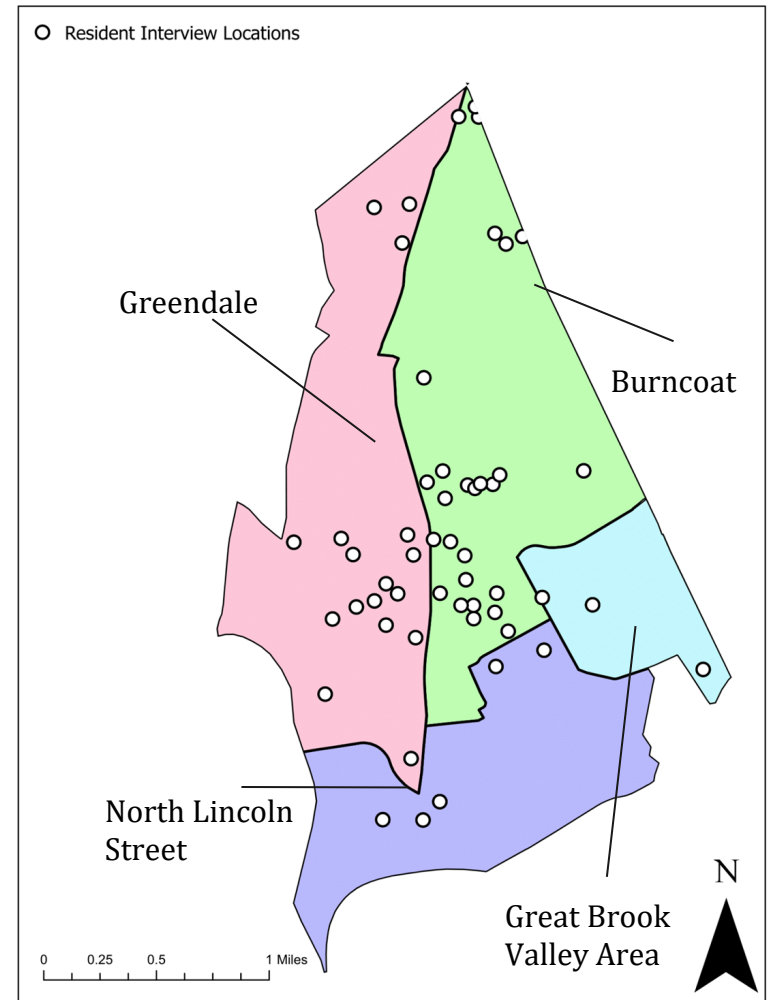 Resident Interview Locations
Greendale
Burncoat
North Lincoln
Street
N
Great Brook
Valley Area
0 0.25 0.5 1 Miles